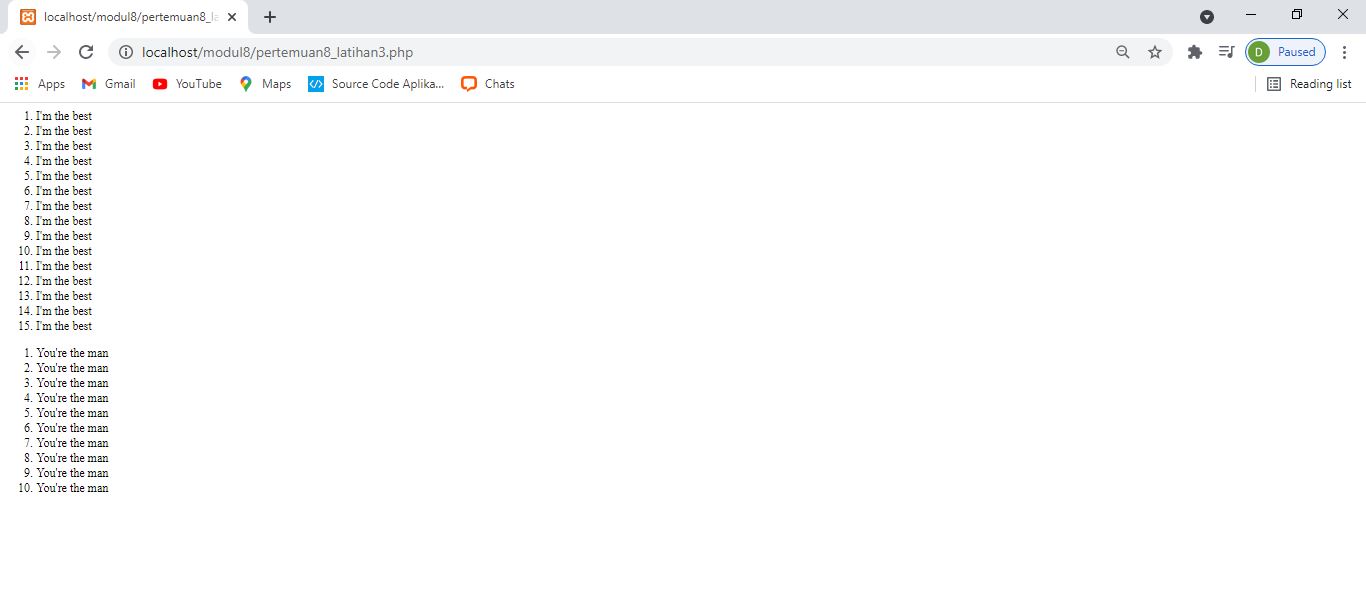 localhost/modul8/pertemuan8_la
localhost/modul8/pertemuan8_latihan3.php
D Paused
Apps Gmail YouTube Maps Source Code Aplika... Chats Reading list
1. I'm the best
2. I'm the best
3. I'm the best
4. I'm the best
5. I'm the best
6. I'm the best
7. I'm the best
8. I'm the best
9. I'm the best
10. I'm the best
11. I'm the best
12. I'm the best
13. I'm the best
14. I'm the best
15. I'm the best
1. You're the man
2. You're the man
3. You're the man
4. You're the man
5. You're the man
6. You're the man
7. You're the man
8. You're the man
9. You're the man
10. You're the man